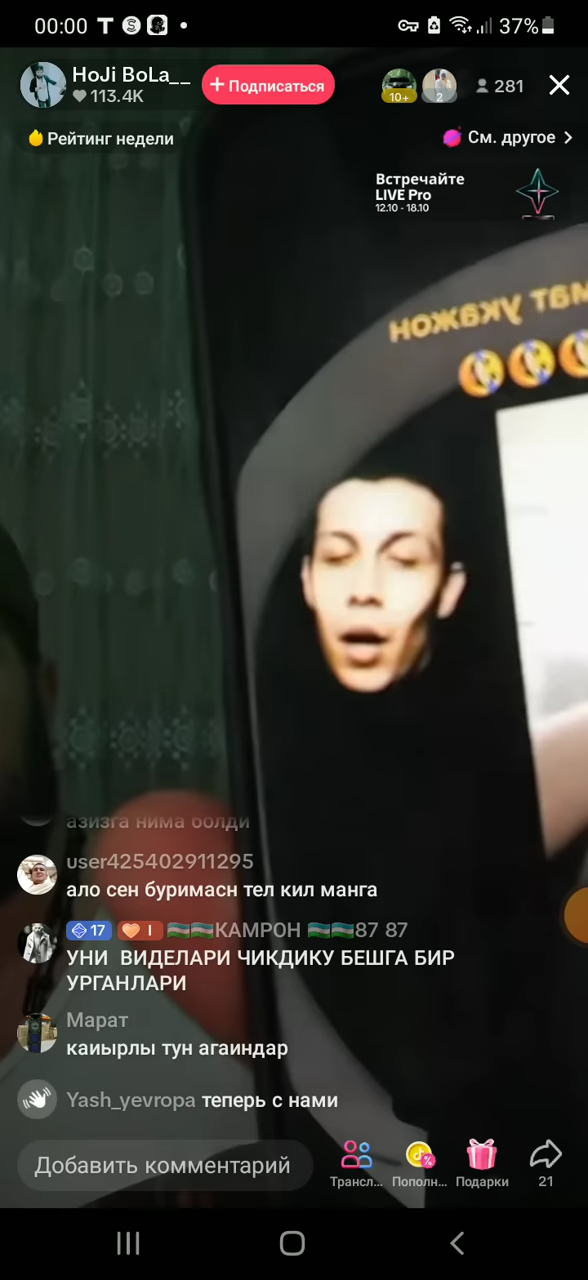 00:00
37%
HoJi BoLa__
113.4K
+ Подписаться
10+
2
281
Рейтинг недели
См. другое
Встречайте
LIVE Pro
12.10 - 18.10
укажон
азизга нима болди
user425402911295
ало сен буримасн тел кил манга
17
I
КАМРОН 87 87
УНИ ВИДЕЛАРИ ЧИКДИКУ БЕШГА БИР
УРГАНЛАРИ
Марат
каиырлы тун агаиндар
Yash_yevropa теперь с нами
Добавить комментарий
Трансл...
Пополн...
Подарки
21